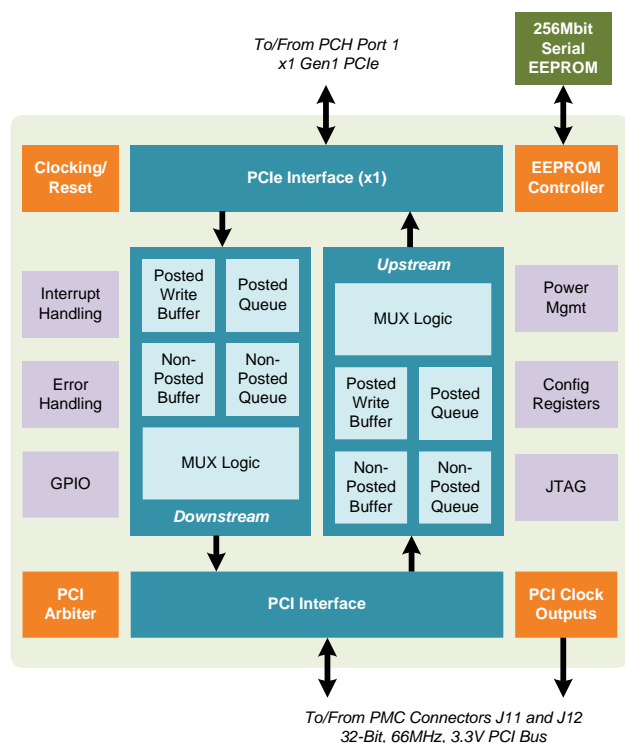 To/From PCH Port 1
x1 Gen1 PCIe
256Mbit
Serial
EEPROM
Clocking/
Reset
PCIe Interface (x1)
EEPROM
Controller
Interrupt
Handling
Error
Handling
GPIO
Posted
Write
Buffer
Posted
Queue
Non-
Posted
Buffer
Non-
Posted
Queue
MUX Logic
Downstream
Upstream
MUX Logic
Posted
Write
Buffer
Posted
Queue
Non-
Posted
Buffer
Non-
Posted
Queue
Power
Mgmt
Config
Registers
JTAG
PCI
Arbiter
PCI Interface
PCI Clock
Outputs
To/From PMC Connectors J11 and J12
32-Bit, 66MHz, 3.3V PCI Bus